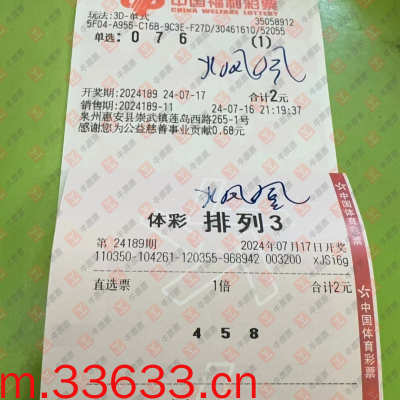 中国福利彩票
CHINA WELFARE LOTTERY
玩法:3D-单式 35058912
5F04-A956-C16B-9C3E-F27D/30461610/52055
单选: 0 7 6 (1)
开奖期:2024189 24-07-17 合计2元
销售期:2024189-11 24-07-16 21:19:37
泉州惠安县崇武镇莲岛西路265-1号
感谢您为公益慈善事业贡献0.68元
体彩 排列3
第 24189期 2024年07月17日开奖
110350-104261-120355-968942 003200 xJSi6g
直选票 1倍 合计2元
4 5 8
中国体育彩票
中国体育彩票
m.33633.cn